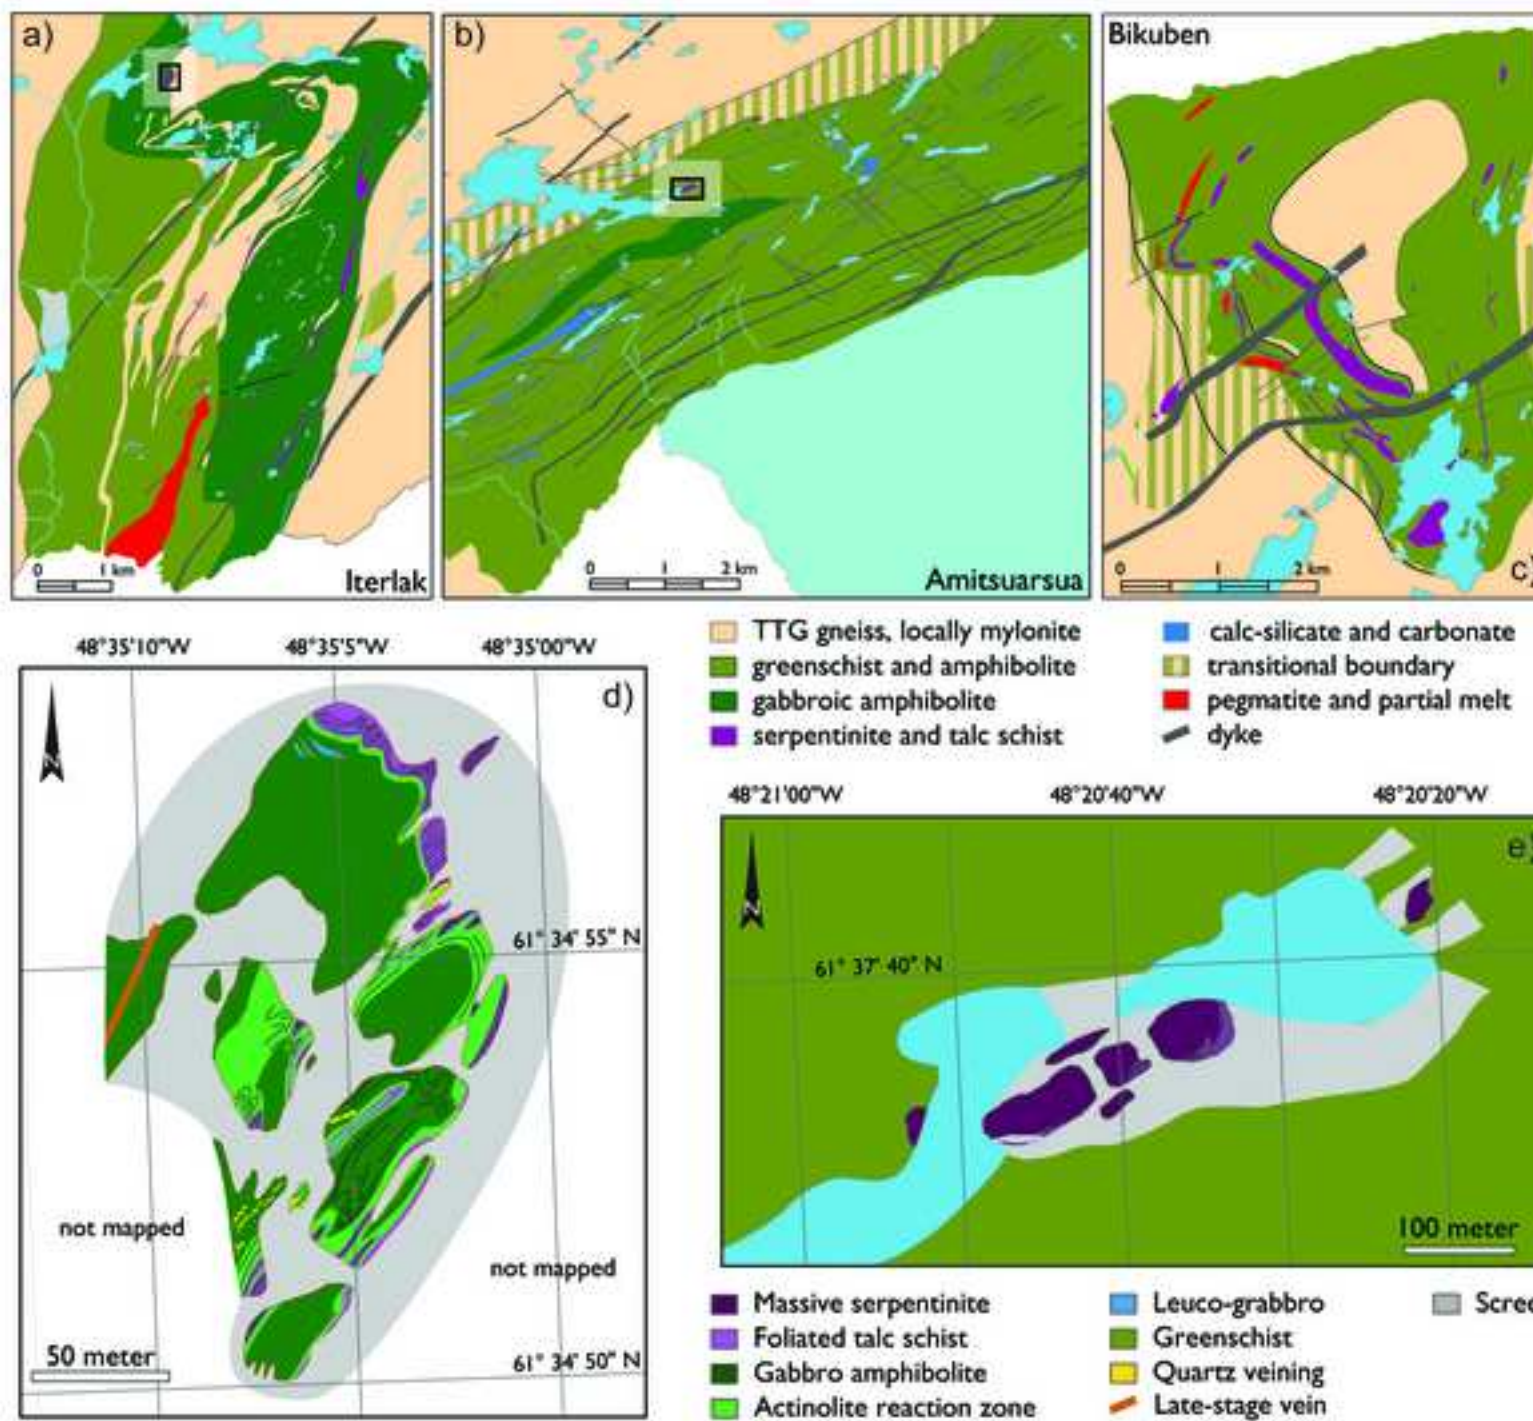 a)
b)
Bikuben
0 1 km
Iterlak
0 1 2 km
Amitsuarsua
0 1 2 km
c)
TTG gneiss, locally mylonite
greenschist and amphibolite
gabbroic amphibolite
serpentinite and talc schist
calc-silicate and carbonate
transitional boundary
pegmatite and partial melt
dyke
48°35'10"W 48°35'5"W 48°35'00"W
d)
N
61° 34' 55" N
not mapped
not mapped
50 meter
61° 34' 50" N
48°21'00"W 48°20'40"W 48°20'20"W
e)
N
61° 37' 40" N
100 meter
Massive serpentinite
Foliated talc schist
Gabbro amphibolite
Actinolite reaction zone
Leuco-grabbro
Greenschist
Quartz veining
Late-stage vein
Scree